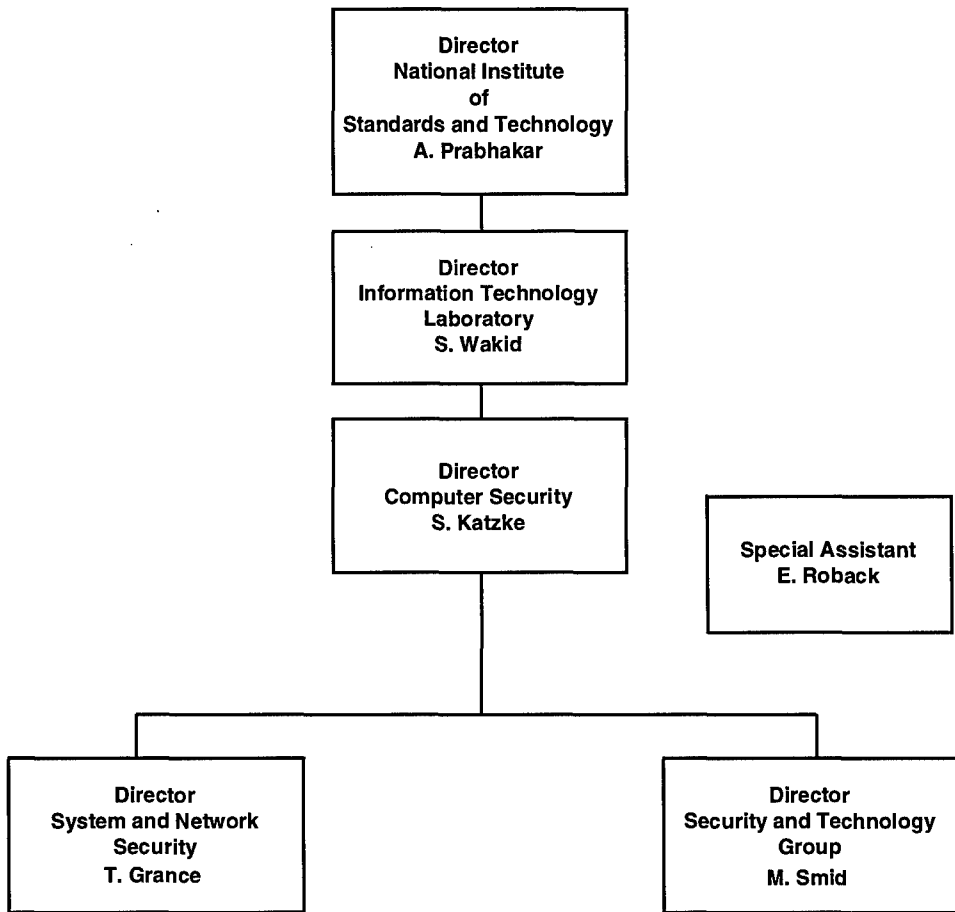 Director
National Institute
of
Standards and Technology
A. Prabhakar
Director
Information Technology
Laboratory
S. Wakid
Director
Computer Security
S. Katzke
Special Assistant
E. Roback
Director
System and Network
Security
T. Grance
Director
Security and Technology
Group
M. Smid